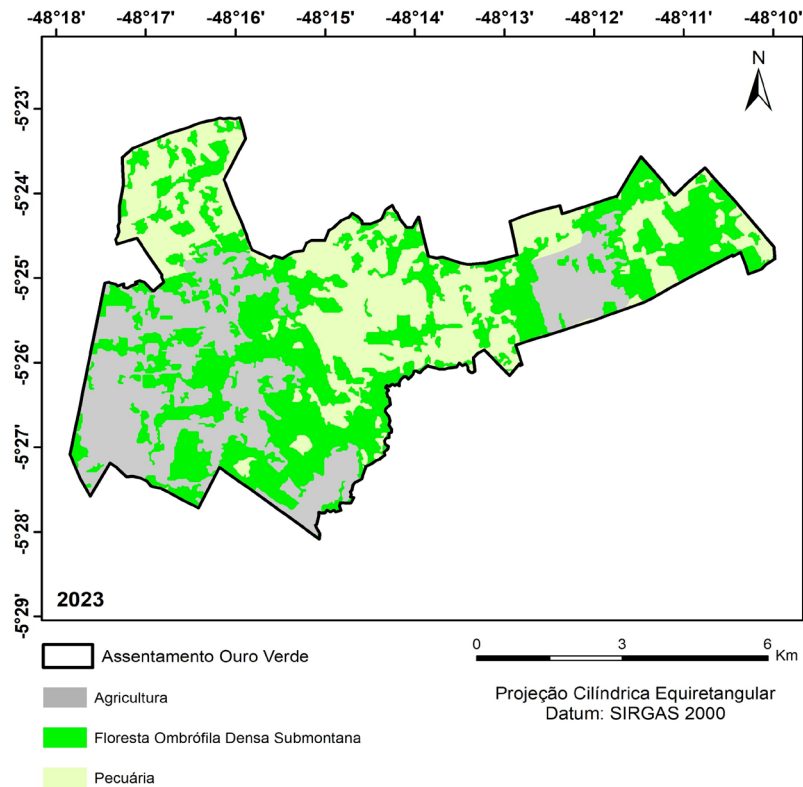 -48°18' -48°17' -48°16' -48°15' -48°14' -48°13' -48°12' -48°11' -48°10'
N
-5°23'
-5°24'
-5°25'
-5°26'
-5°27'
-5°28'
-5°29'
2023
Assentamento Ouro Verde
0 3 6
Km
Agricultura
Projeção Cilíndrica Equiretangular
Datum: SIRGAS 2000
Floresta Ombrófila Densa Submontana
Pecuária